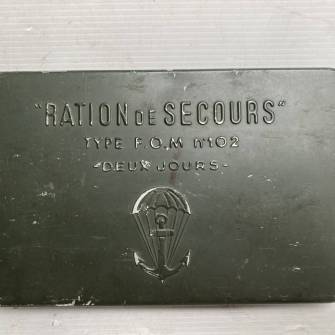 "RATION DE SECOURS"
TYPE F.O.M N°102
-DEUX JOURS-